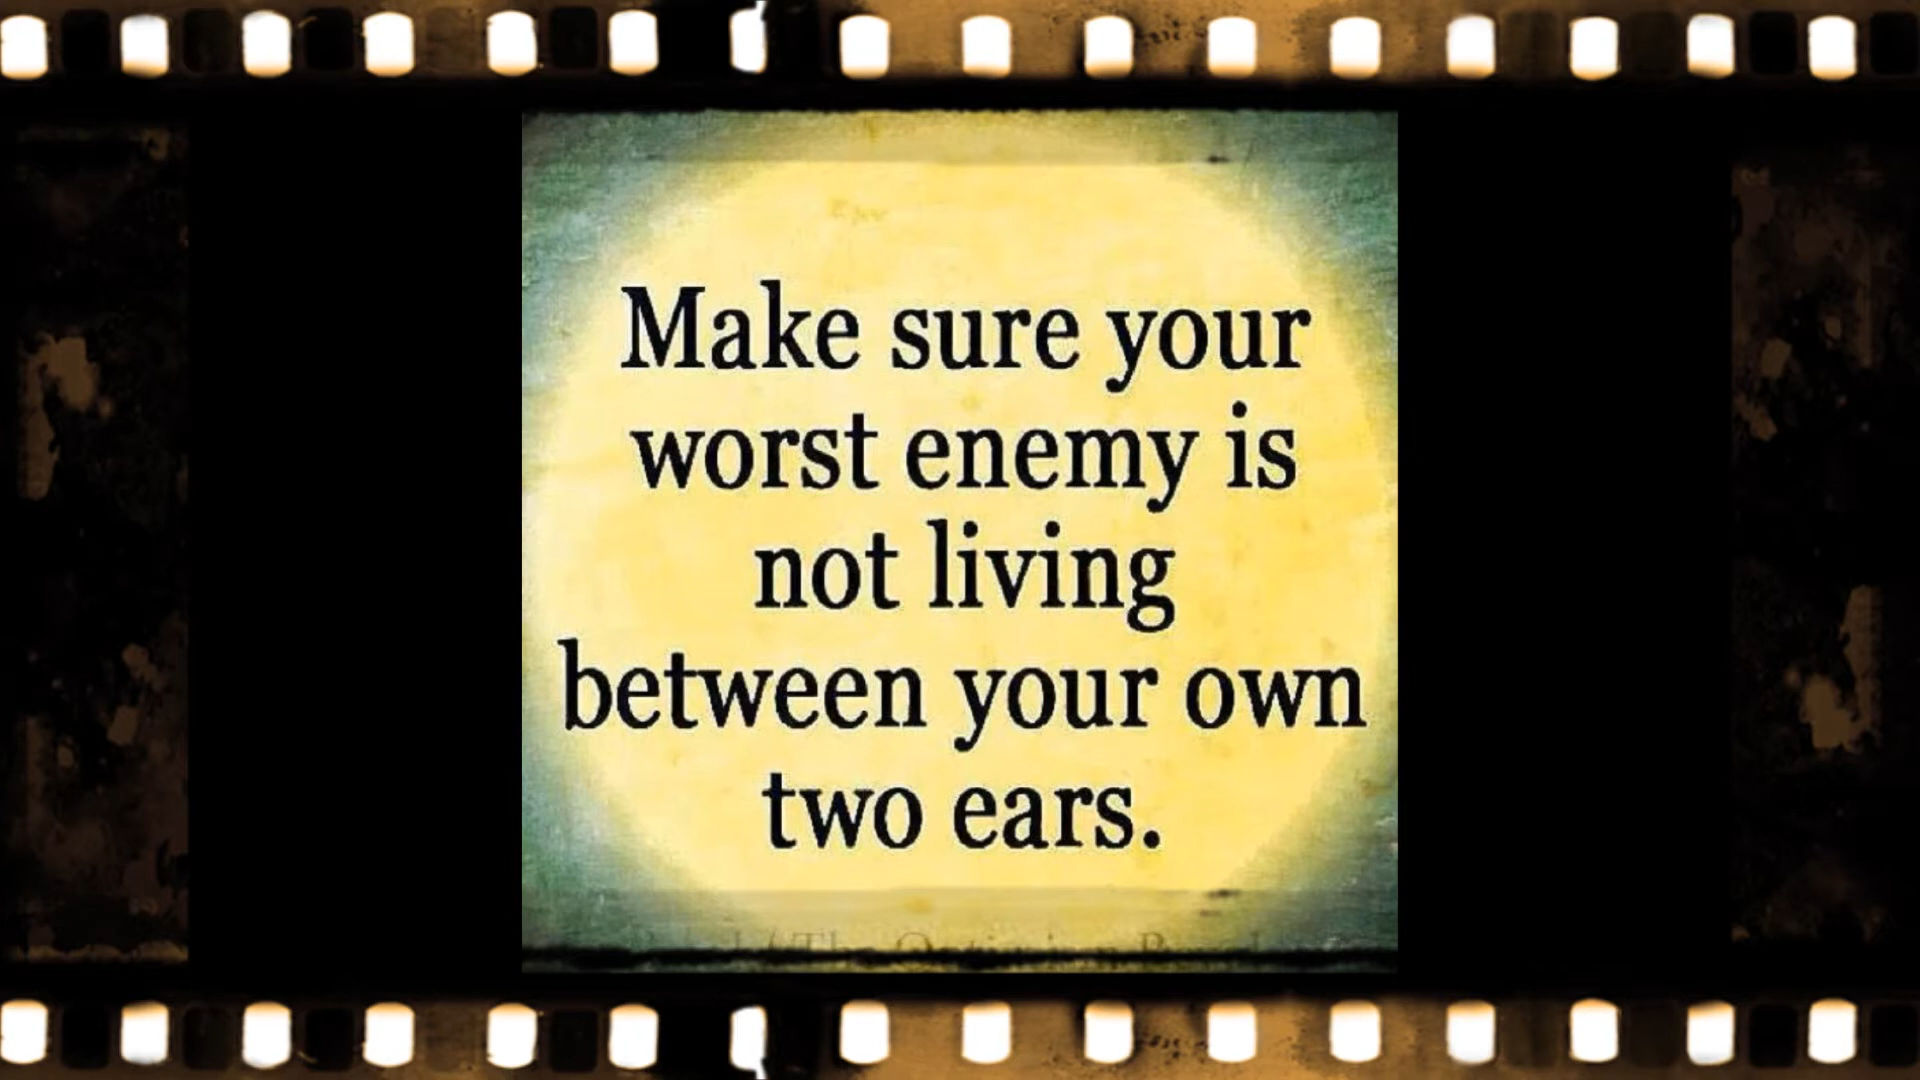 Make sure your
worst enemy is
not living
between your own
two ears.